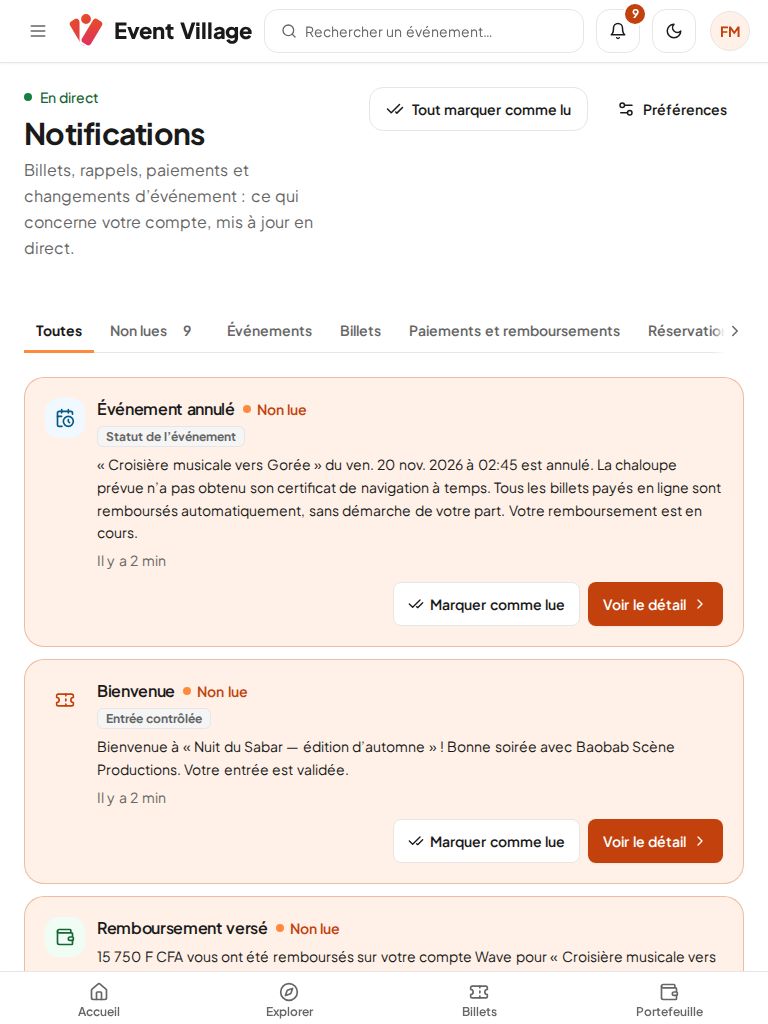 Event Village
Rechercher un événement…
9
FM
En direct
Notifications
Billets, rappels, paiements et
changements d’événement : ce qui
concerne votre compte, mis à jour en
direct.
Tout marquer comme lu
Préférences
Toutes
Non lues 9
Événements
Billets
Paiements et remboursements
Événement annulé
Non lue
Statut de l’événement
« Croisière musicale vers Gorée » du ven. 20 nov. 2026 à 02:45 est annulé. La chaloupe
prévue n’a pas obtenu son certificat de navigation à temps. Tous les billets payés en ligne sont
remboursés automatiquement, sans démarche de votre part. Votre remboursement est en
cours.
Il y a 2 min
Marquer comme lue
Voir le détail
Bienvenue
Non lue
Entrée contrôlée
Bienvenue à « Nuit du Sabar — édition d’automne » ! Bonne soirée avec Baobab Scène
Productions. Votre entrée est validée.
Il y a 2 min
Marquer comme lue
Voir le détail
Remboursement versé
Non lue
15 750 F CFA vous ont été remboursés sur votre compte Wave pour « Croisière musicale vers
Accueil
Explorer
Billets
Portefeuille